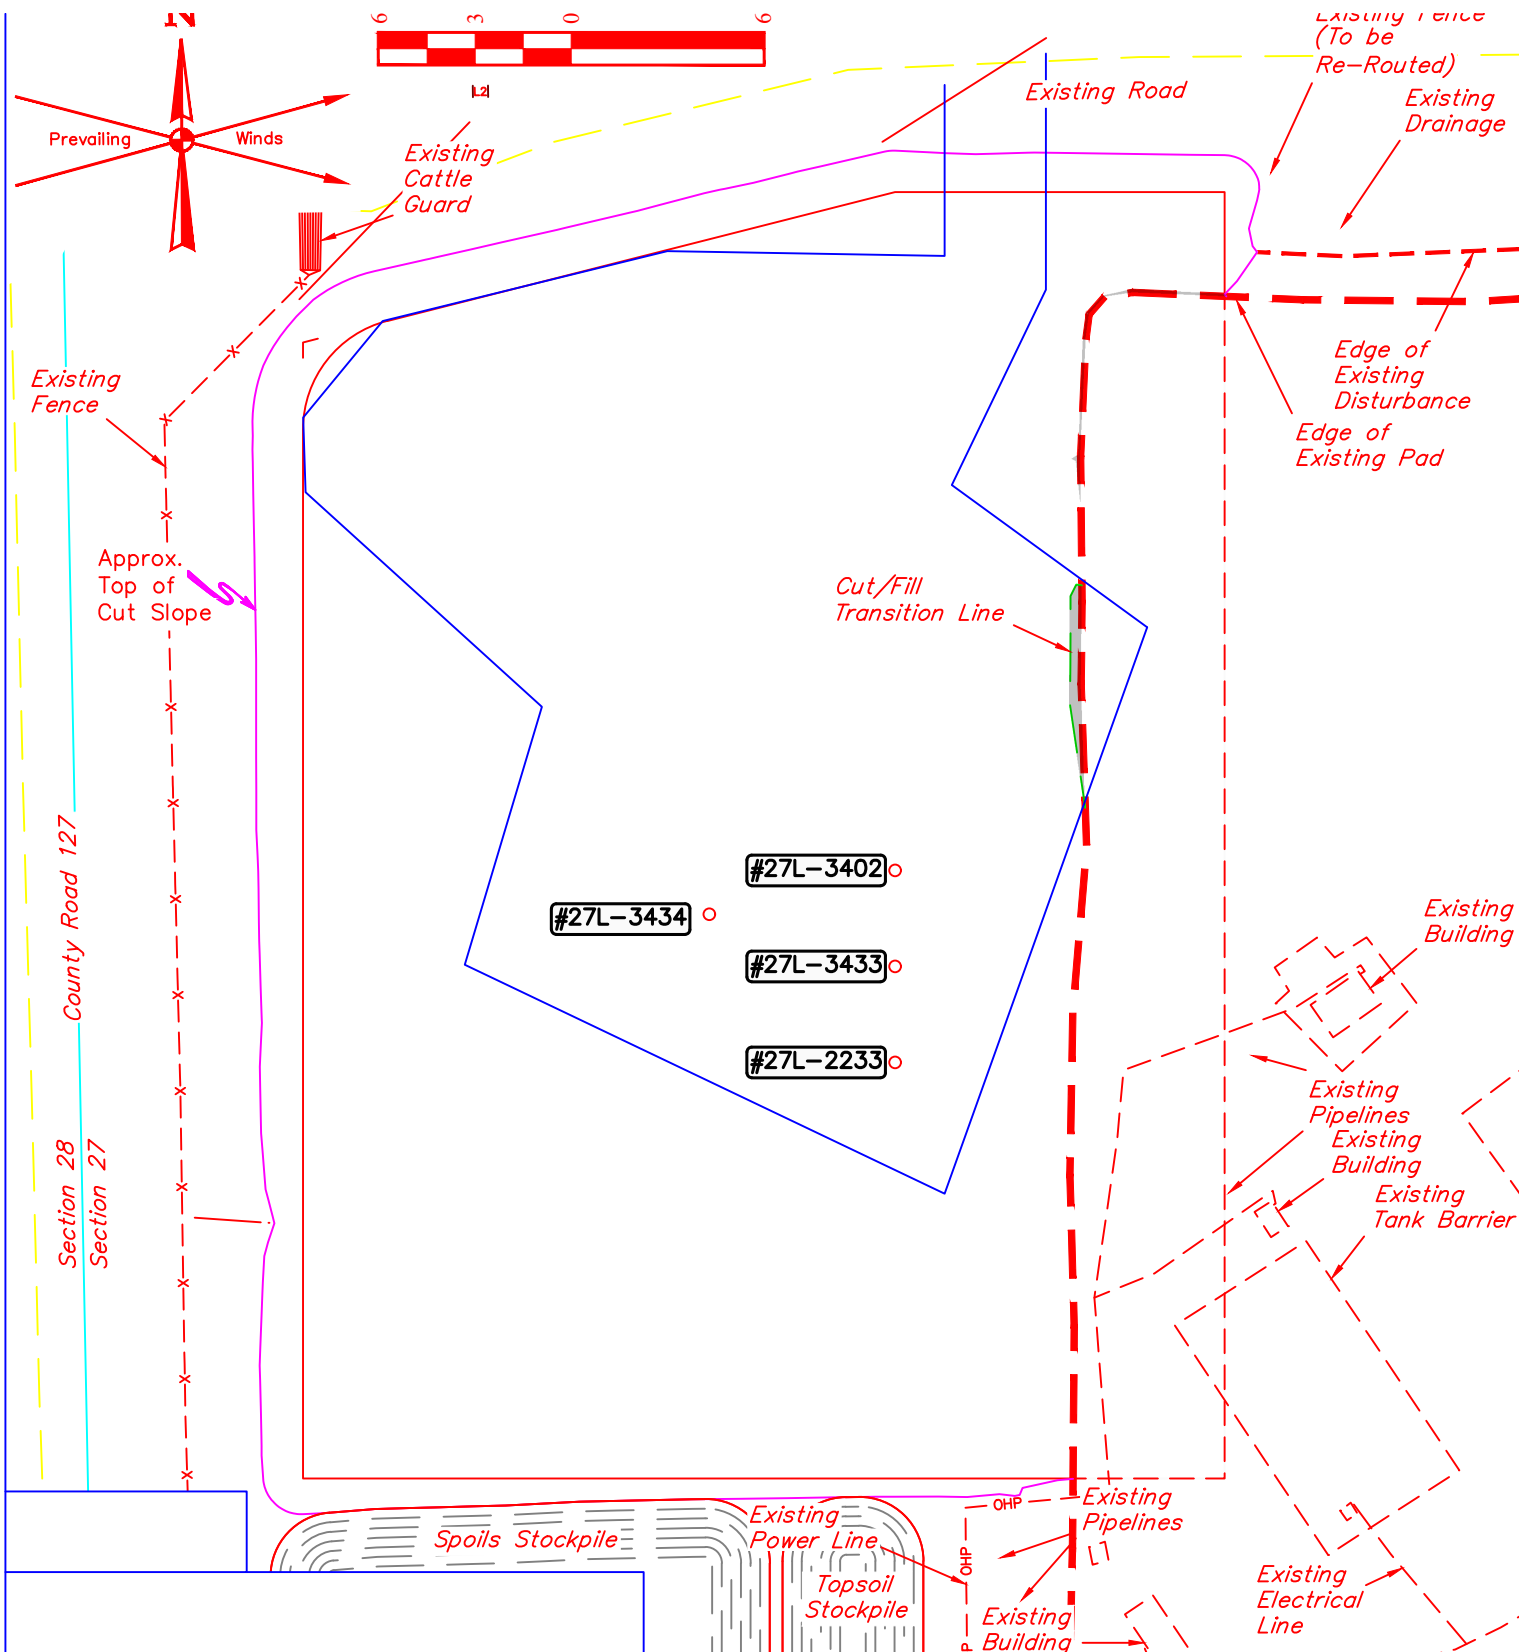 N
6
3
0
6
L2
Prevailing
Winds
Existing
Cattle
Guard
Existing Road
Existing Fence
(To be
Re-Routed)
Existing
Drainage
Existing
Fence
Edge of
Existing
Disturbance
Edge of
Existing Pad
Approx.
Top of
Cut Slope
Cut/Fill
Transition Line
County Road 127
#27L-3402
#27L-3434
#27L-3433
#27L-2233
Existing
Building
Existing
Pipelines
Existing
Building
Existing
Tank Barrier
Section 28
Section 27
Spoils Stockpile
Existing
Power Line
Topsoil
Stockpile
OHP
OHP
P
Existing
Pipelines
Existing
Building
Existing
Electrical
Line